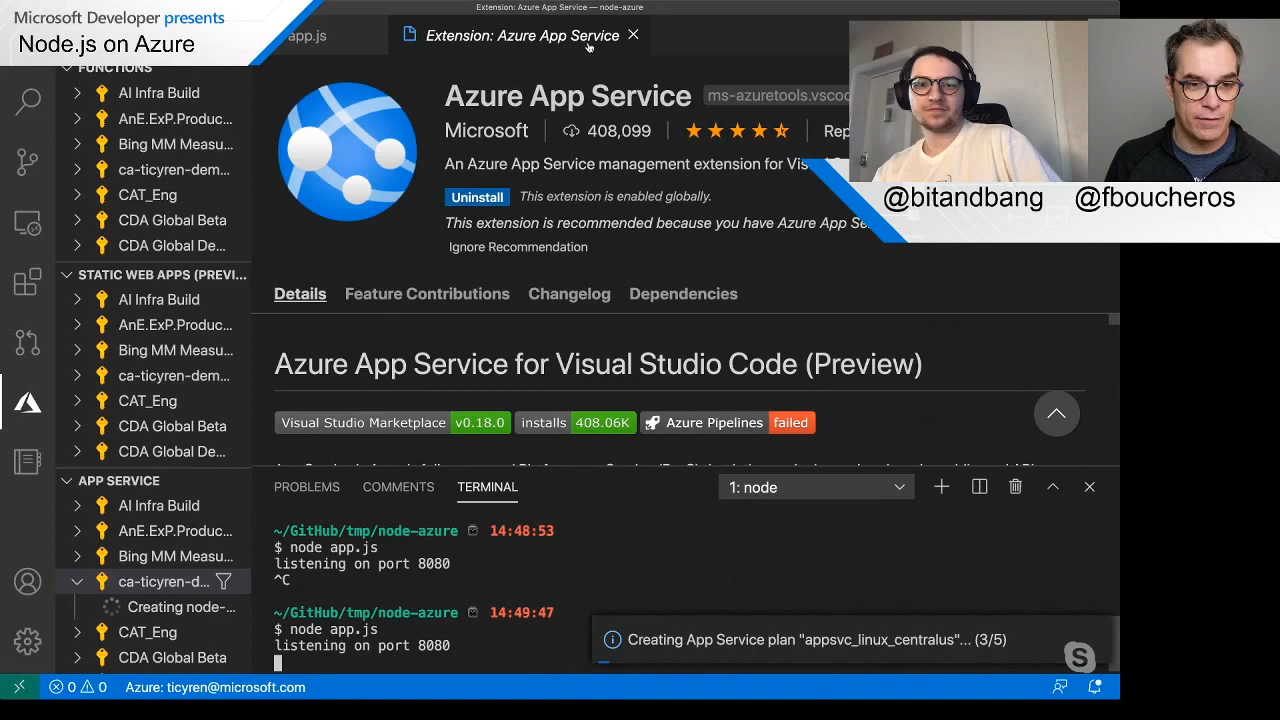 Extension: Azure App Service — node-azure
Microsoft Developer presents
Node.js on Azure
app.js
Extension: Azure App Service
FUNCTIONS
AI Infra Build
AnE.ExP.Produc...
Bing MM Measu...
ca-ticyren-dem...
CAT_Eng
CDA Global Beta
CDA Global De...
STATIC WEB APPS (PREVI...
AI Infra Build
AnE.ExP.Produc...
Bing MM Measu...
ca-ticyren-dem...
CAT_Eng
CDA Global Beta
CDA Global De...
APP SERVICE
AI Infra Build
AnE.ExP.Produc...
Bing MM Measu...
ca-ticyren-d...
Creating node-...
CAT_Eng
CDA Global Beta
Azure App Service ms-azuretools.vscod
Microsoft 408,099 Rep
An Azure App Service management extension for Vis
Uninstall This extension is enabled globally.
This extension is recommended because you have Azure App Se
Ignore Recommendation
@bitandbang @fboucheros
Details Feature Contributions Changelog Dependencies
Azure App Service for Visual Studio Code (Preview)
Visual Studio Marketplace v0.18.0 installs 408.06K Azure Pipelines failed
PROBLEMS COMMENTS TERMINAL 1: node
~/GitHub/tmp/node-azure 14:48:53
$ node app.js
listening on port 8080
^C
~/GitHub/tmp/node-azure 14:49:47
$ node app.js
listening on port 8080
Creating App Service plan "appsvc_linux_centralus"... (3/5)
0 0 Azure: ticyren@microsoft.com